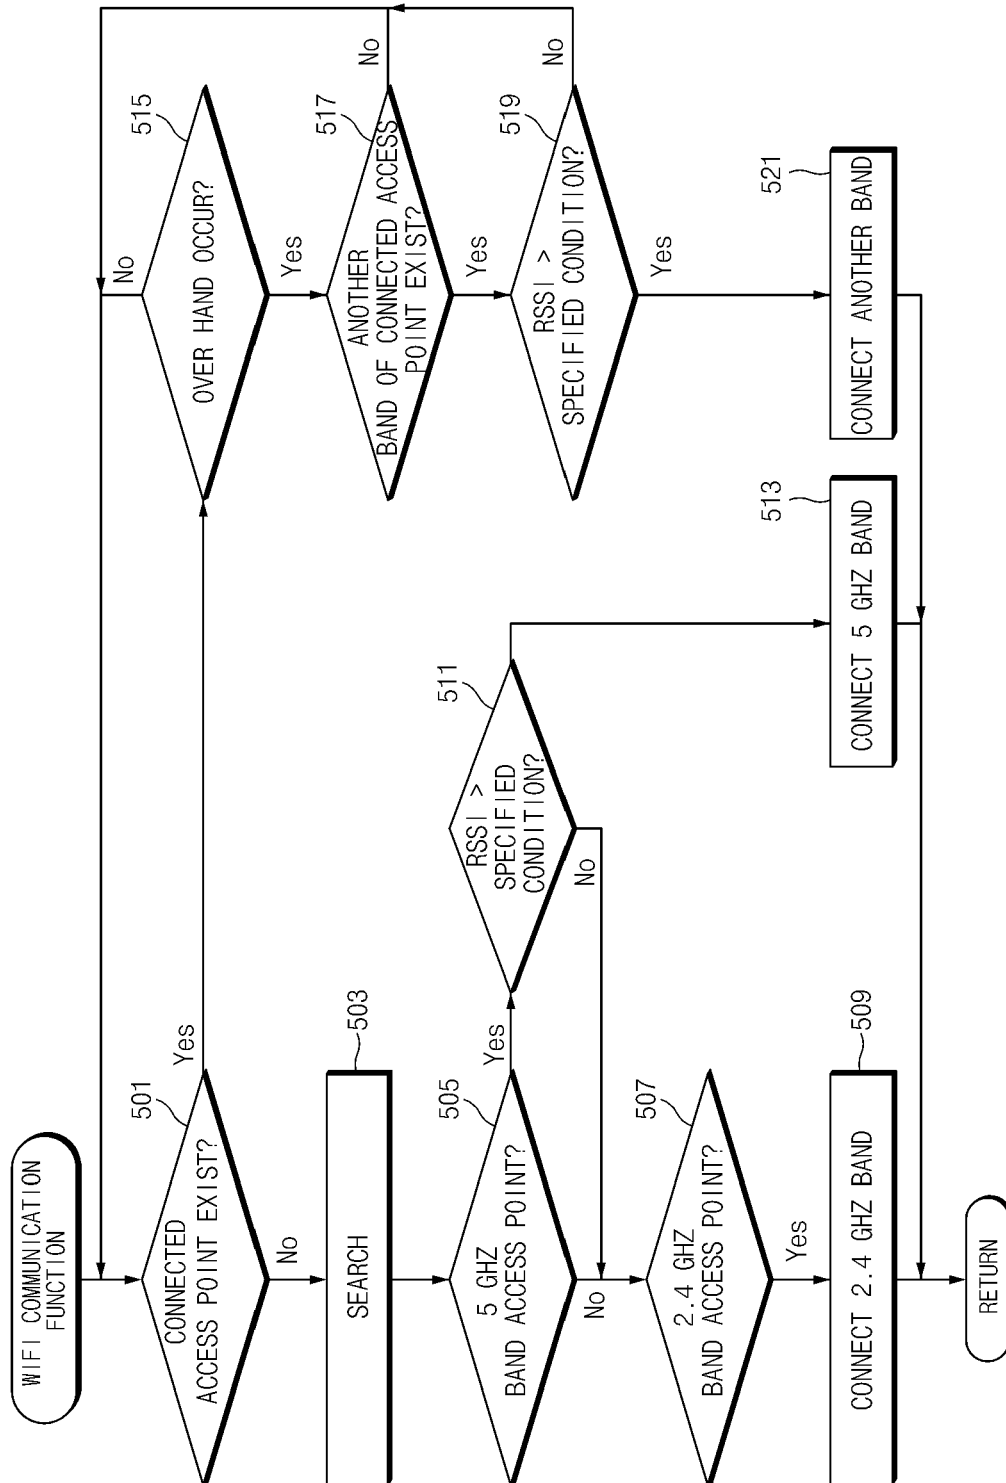 WIFI COMMUNICATION
FUNCTION
CONNECTED
ACCESS POINT EXIST?
501
Yes
No
SEARCH
503
5 GHZ
BAND ACCESS POINT?
505
Yes
No
2.4 GHZ
BAND ACCESS POINT?
507
Yes
CONNECT 2.4 GHZ BAND
509
RETURN
RSSI >
SPECIFIED
CONDITION?
511
No
CONNECT 5 GHZ BAND
513
OVER HAND OCCUR?
515
No
Yes
ANOTHER
BAND OF CONNECTED ACCESS
POINT EXIST?
517
No
Yes
RSSI >
SPECIFIED CONDITION?
519
No
Yes
CONNECT ANOTHER BAND
521